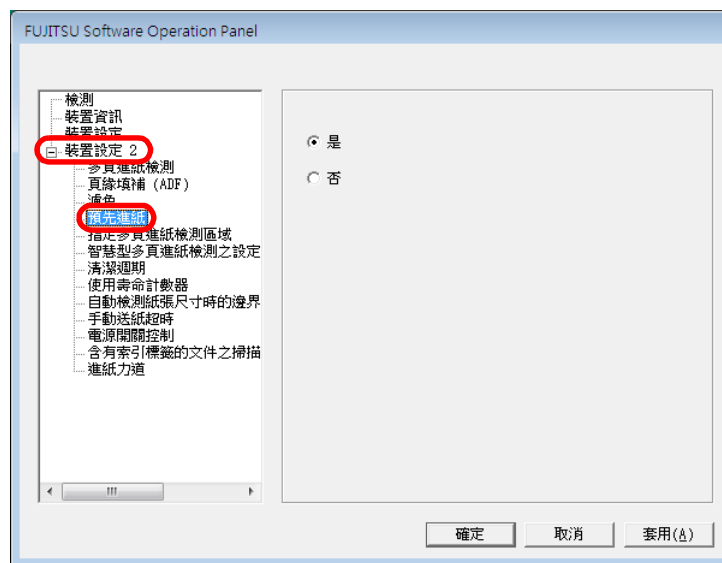 FUJITSU Software Operation Panel
檢測
裝置資訊
裝置設定
裝置設定 2
多頁進紙檢測
頁緣填補 (ADF)
濾色
預先進紙
指定多頁進紙檢測區域
智慧型多頁進紙檢測之設定
清潔週期
使用壽命計數器
自動檢測紙張尺寸時的邊界
手動送紙超時
電源開關控制
含有索引標籤的文件之掃描
進紙力道
是
否
確定 取消 套用(A)